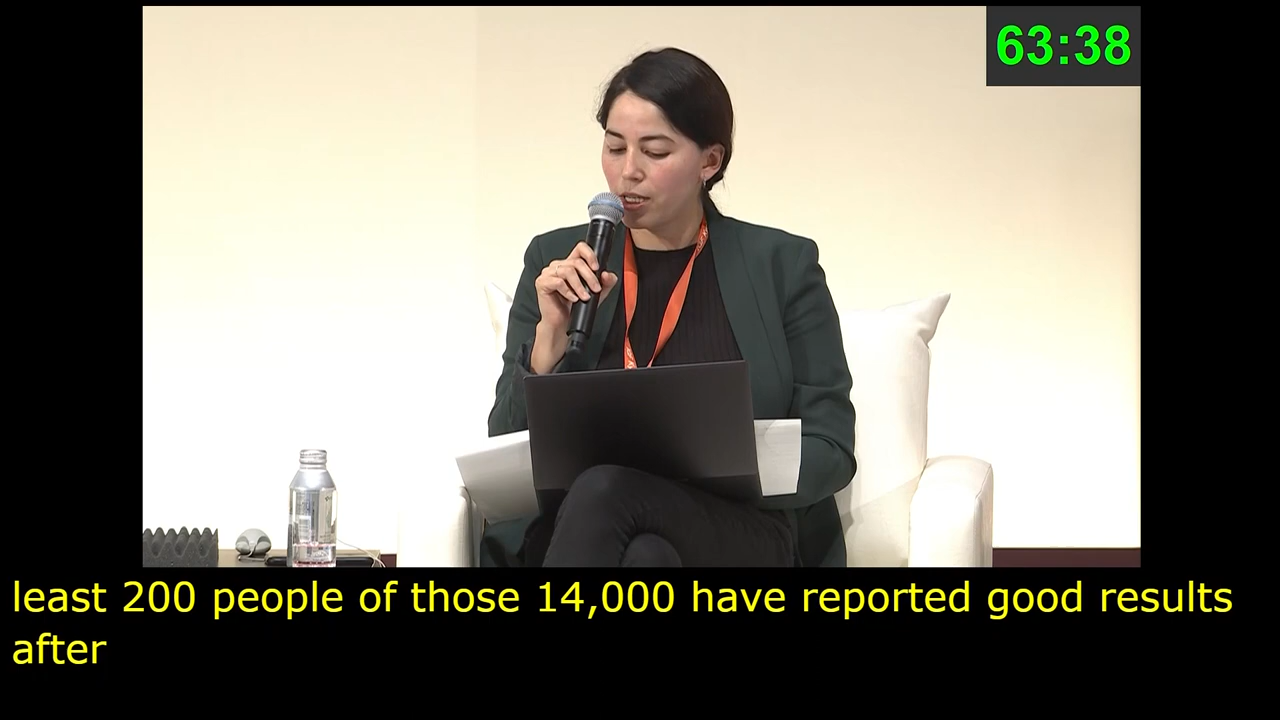 63:38
least 200 people of those 14,000 have reported good results
after